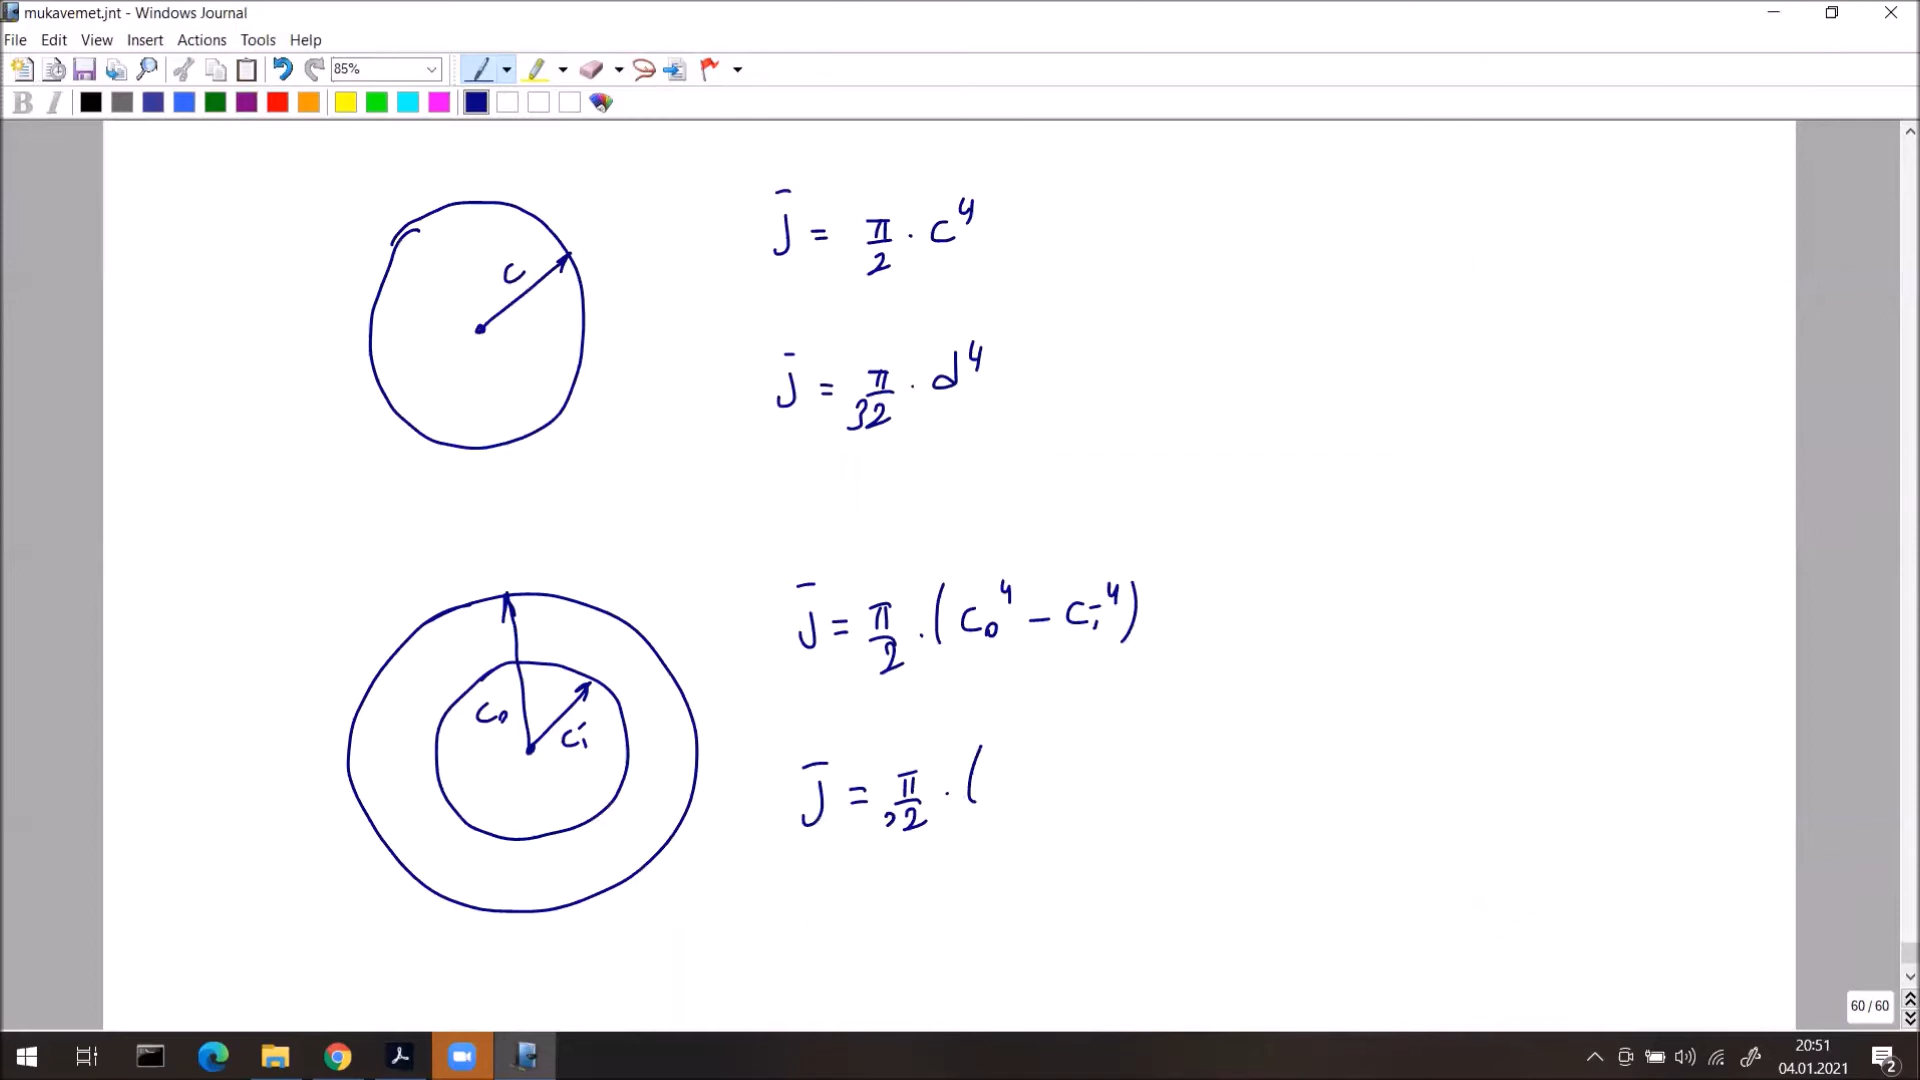 mukavemet.jnt - Windows Journal
File Edit View Insert Actions Tools Help
85%
B I
c
J̄ = π/2 · c⁴
J̄ = π/32 · d⁴
c₀
cᵢ
J̄ = π/2 · (c₀⁴ - cᵢ⁴)
J̄ = π/32 · (
60 / 60
20:51
04.01.2021
2